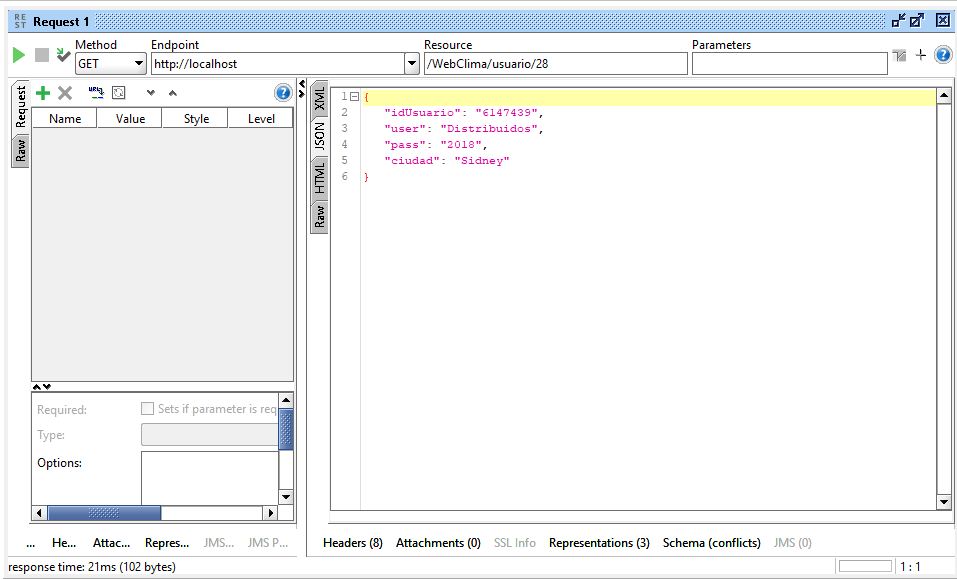 RE
ST
Request 1
Method
Endpoint
Resource
Parameters
GET
http://localhost
/WebClima/usuario/28
Request
Raw
Name Value Style Level
Required:
Sets if parameter is req
Type:
Options:
...
He...
Attac...
Repres...
JMS...
JMS P...
XML
JSON
HTML
Raw
1 {
2 "idUsuario": "6147439",
3 "user": "Distribuidos",
4 "pass": "2018",
5 "ciudad": "Sidney"
6 }
Headers (8) Attachments (0) SSL Info Representations (3) Schema (conflicts) JMS (0)
response time: 21ms (102 bytes)
1 : 1